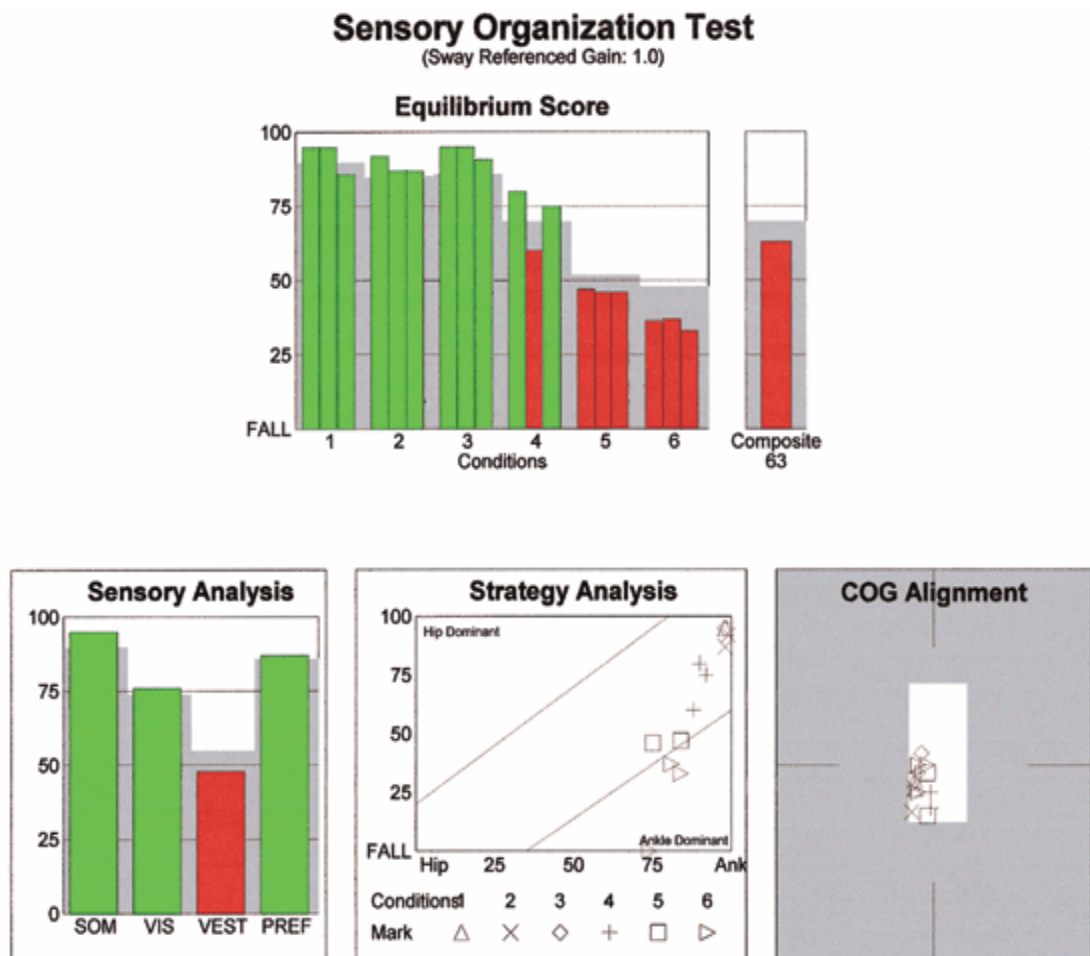 Sensory Organization Test
(Sway Referenced Gain: 1.0)
Equilibrium Score
100
75
50
25
FALL
1 2 3 4 5 6
Conditions
Composite
63
Sensory Analysis
100
75
50
25
0
SOM VIS VEST PREF
Strategy Analysis
100
Hip Dominant
75
50
25
Ankle Dominant
FALL
Hip 25 50 75 Ank
Conditions1 2 3 4 5 6
Mark
COG Alignment